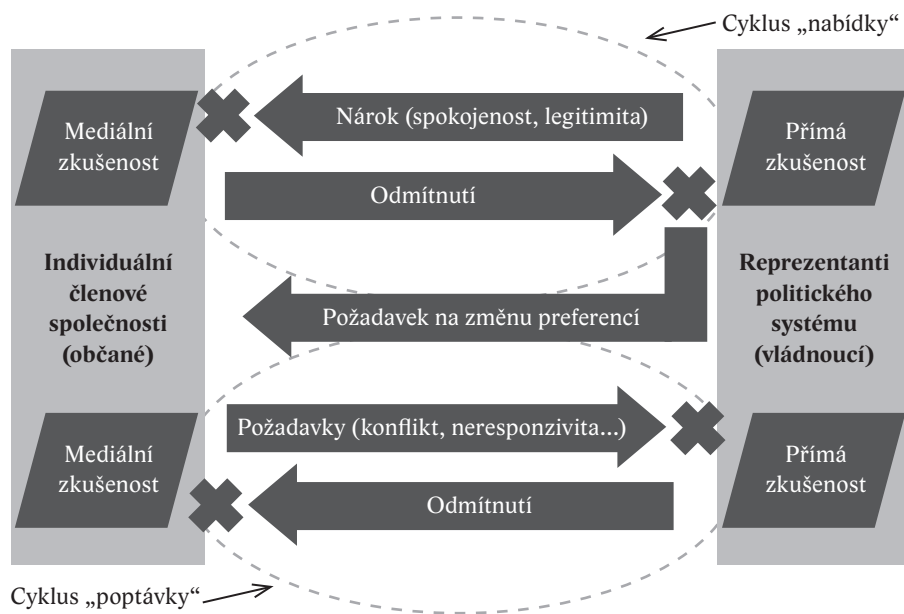 Cyklus „nabídky“
Mediální
zkušenost
Nárok (spokojenost, legitimita)
Přímá
zkušenost
Odmítnutí
Individuální
členové
společnosti
(občané)
Požadavek na změnu preferencí
Reprezentanti
politického
systému
(vládnoucí)
Mediální
zkušenost
Požadavky (konflikt, neresponzivita...)
Přímá
zkušenost
Odmítnutí
Cyklus „poptávky“